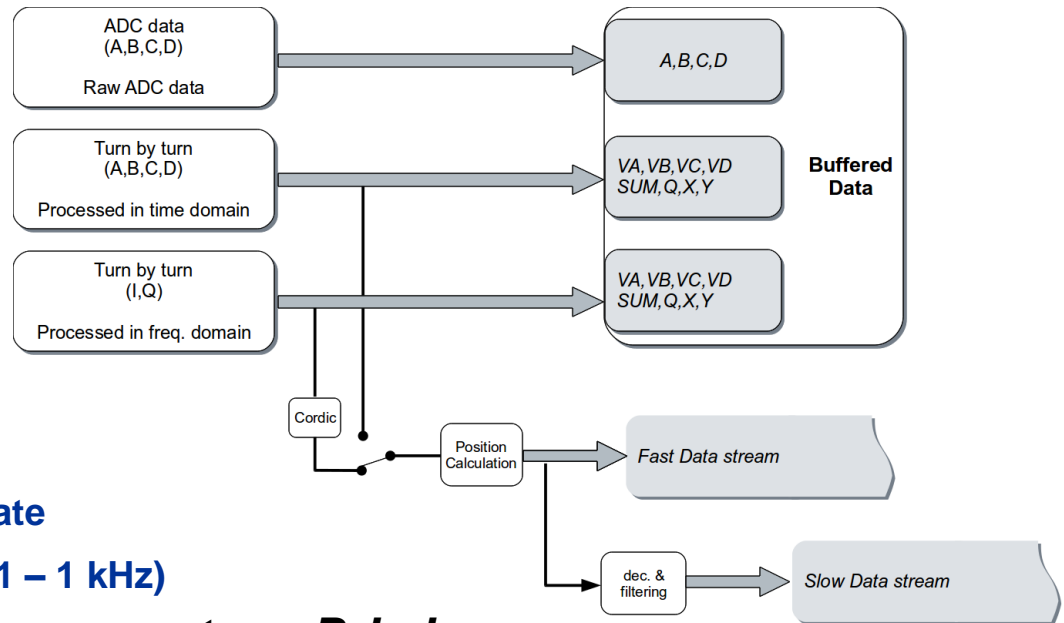 ADC data
(A,B,C,D)
Raw ADC data
A,B,C,D
Turn by turn
(A,B,C,D)
Processed in time domain
VA,VB,VC,VD
SUM,Q,X,Y
Buffered
Data
Turn by turn
(I,Q)
Processed in freq. domain
VA,VB,VC,VD
SUM,Q,X,Y
Cordic
Position
Calculation
Fast Data stream
ate
1 – 1 kHz)
dec. &
filtering
Slow Data stream